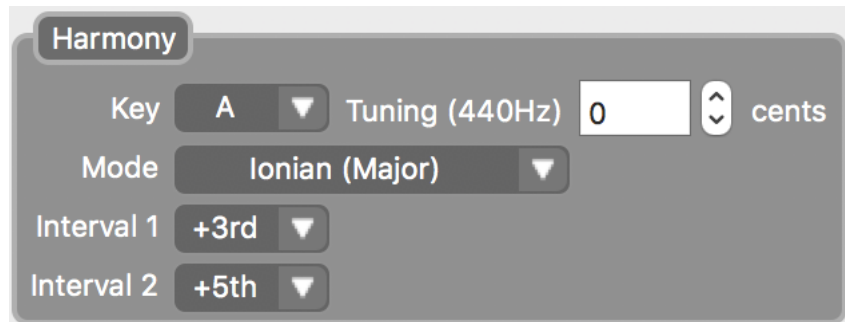 Harmony
Key A Tuning (440Hz) 0 cents
Mode Ionian (Major)
Interval 1 +3rd
Interval 2 +5th